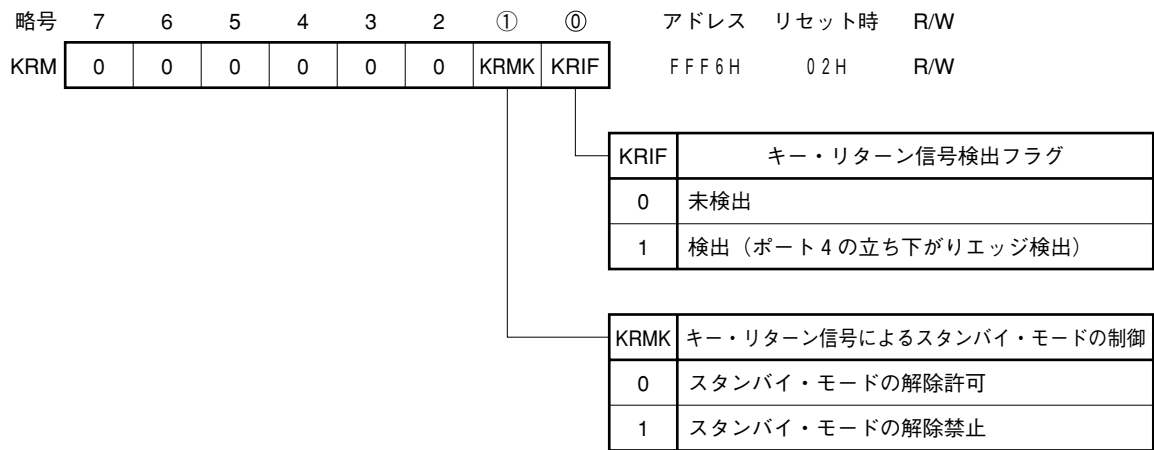 略号 7 6 5 4 3 2 ① ⓪ アドレス リセット時 R/W
KRM 0 0 0 0 0 0 KRMK KRIF FFF6H 02H R/W
KRIF キー・リターン信号検出フラグ
0 未検出
1 検出（ポート4の立ち下がりエッジ検出）
KRMK キー・リターン信号によるスタンバイ・モードの制御
0 スタンバイ・モードの解除許可
1 スタンバイ・モードの解除禁止